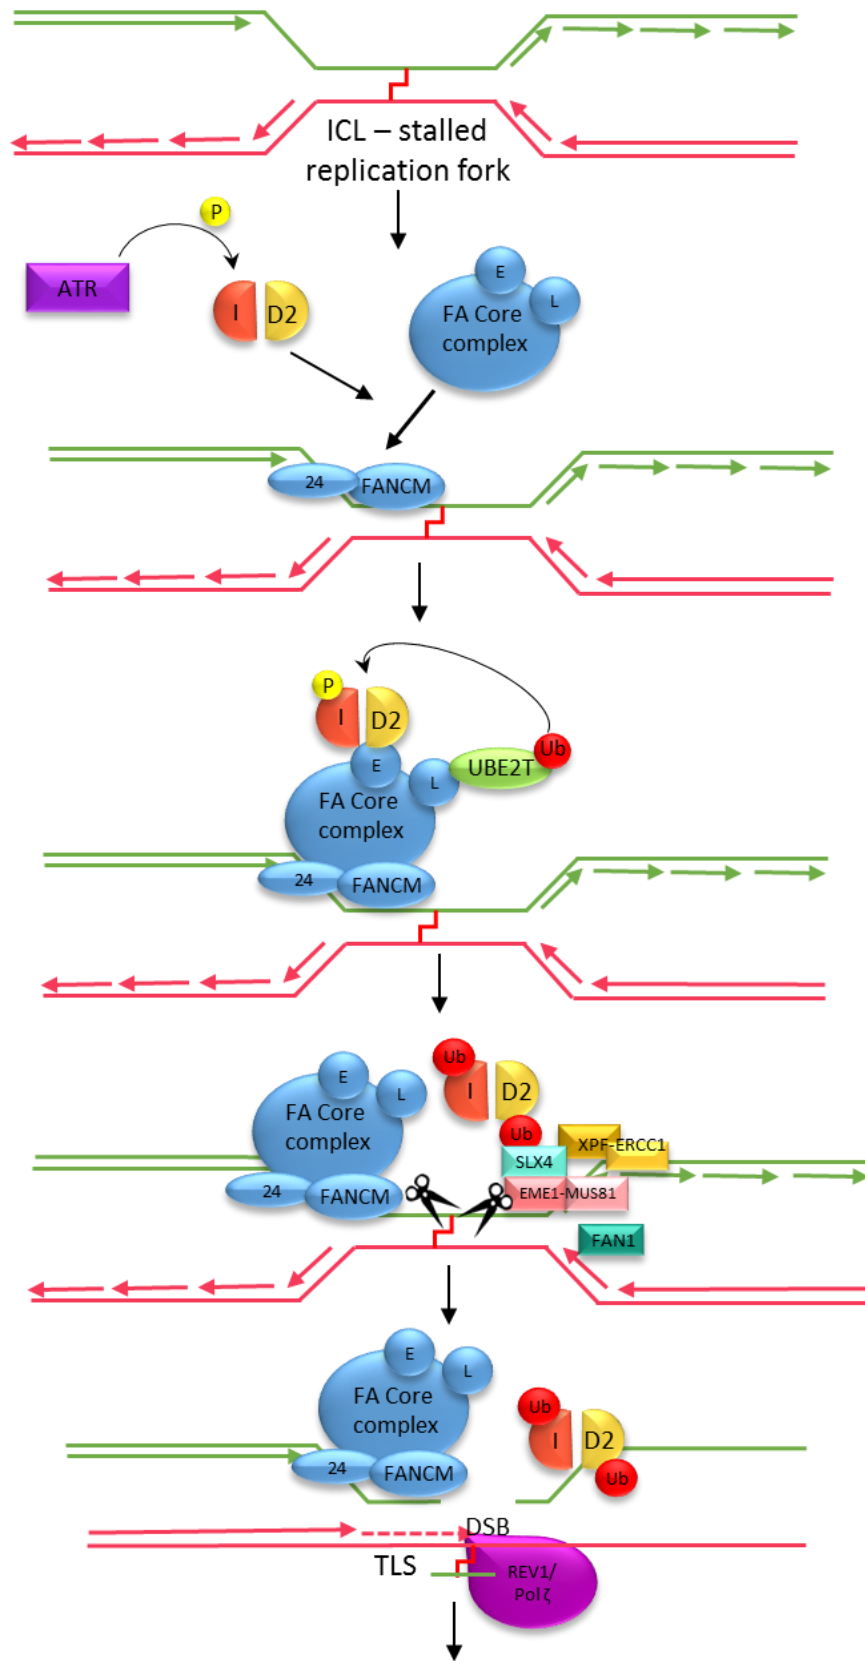 ICL – stalled
replication fork
P
ATR
I
D2
E
L
FA Core
complex
24
FANCM
P
I
D2
E
L
UBE2T
Ub
FA Core
complex
24
FANCM
Ub
I
D2
E
L
FA Core
complex
Ub
XPF-ERCC1
SLX4
24
FANCM
EME1-MUS81
FAN1
E
L
FA Core
complex
Ub
I
D2
Ub
24
FANCM
DSB
TLS
REV1/
Pol ζ